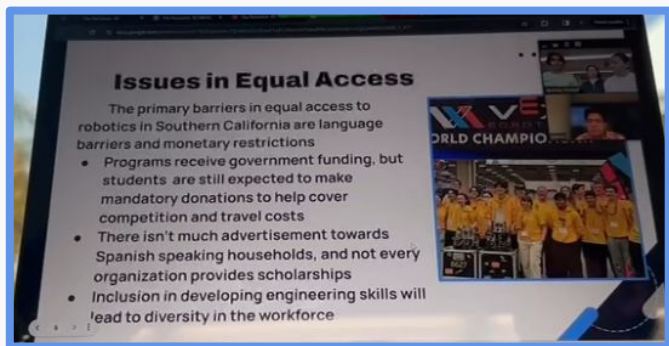 Issues in Equal Access
The primary barriers in equal access to
robotics in Southern California are language
barriers and monetary restrictions
• Programs receive government funding, but
students are still expected to make
mandatory donations to help cover
competition and travel costs
• There isn't much advertisement towards
Spanish speaking households, and not every
organization provides scholarships
• Inclusion in developing engineering skills will
lead to diversity in the workforce
ORLD CHAMPIO